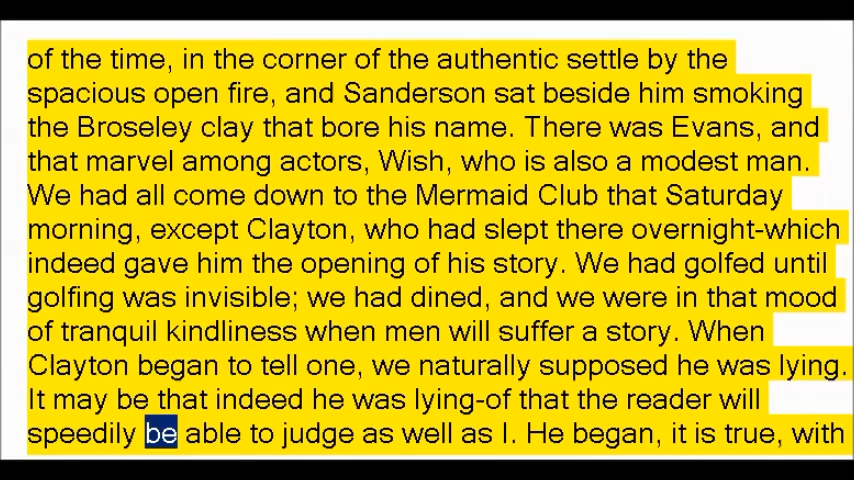 of the time, in the corner of the authentic settle by the
spacious open fire, and Sanderson sat beside him smoking
the Broseley clay that bore his name. There was Evans, and
that marvel among actors, Wish, who is also a modest man.
We had all come down to the Mermaid Club that Saturday
morning, except Clayton, who had slept there overnight-which
indeed gave him the opening of his story. We had golfed until
golfing was invisible; we had dined, and we were in that mood
of tranquil kindliness when men will suffer a story. When
Clayton began to tell one, we naturally supposed he was lying.
It may be that indeed he was lying-of that the reader will
speedily be able to judge as well as I. He began, it is true, with